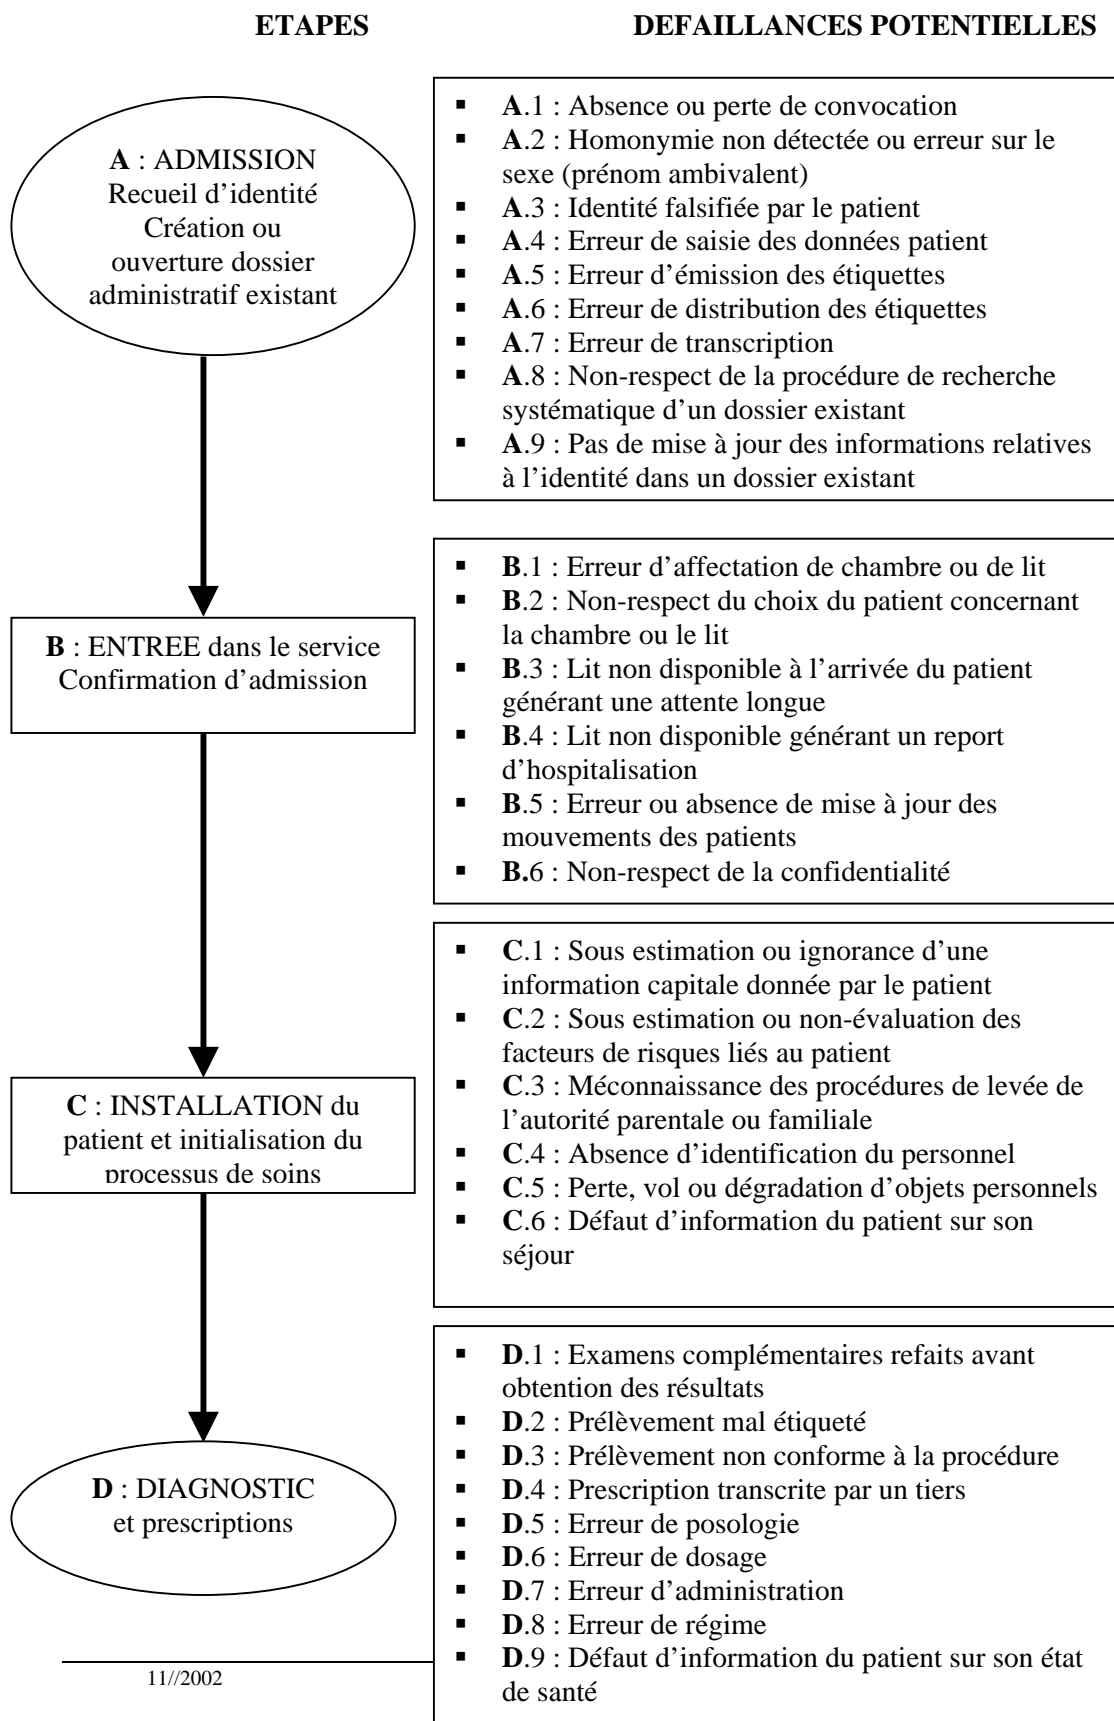 ETAPES
DEFAILLANCES POTENTIELLES
A : ADMISSION
Recueil d’identité
Création ou
ouverture dossier
administratif existant
▪ A.1 : Absence ou perte de convocation
▪ A.2 : Homonymie non détectée ou erreur sur le
sexe (prénom ambivalent)
▪ A.3 : Identité falsifiée par le patient
▪ A.4 : Erreur de saisie des données patient
▪ A.5 : Erreur d’émission des étiquettes
▪ A.6 : Erreur de distribution des étiquettes
▪ A.7 : Erreur de transcription
▪ A.8 : Non-respect de la procédure de recherche
systématique d’un dossier existant
▪ A.9 : Pas de mise à jour des informations relatives
à l’identité dans un dossier existant
B : ENTREE dans le service
Confirmation d’admission
▪ B.1 : Erreur d’affectation de chambre ou de lit
▪ B.2 : Non-respect du choix du patient concernant
la chambre ou le lit
▪ B.3 : Lit non disponible à l’arrivée du patient
générant une attente longue
▪ B.4 : Lit non disponible générant un report
d’hospitalisation
▪ B.5 : Erreur ou absence de mise à jour des
mouvements des patients
▪ B.6 : Non-respect de la confidentialité
C : INSTALLATION du
patient et initialisation du
processus de soins
▪ C.1 : Sous estimation ou ignorance d’une
information capitale donnée par le patient
▪ C.2 : Sous estimation ou non-évaluation des
facteurs de risques liés au patient
▪ C.3 : Méconnaissance des procédures de levée de
l’autorité parentale ou familiale
▪ C.4 : Absence d’identification du personnel
▪ C.5 : Perte, vol ou dégradation d’objets personnels
▪ C.6 : Défaut d’information du patient sur son
séjour
D : DIAGNOSTIC
et prescriptions
▪ D.1 : Examens complémentaires refaits avant
obtention des résultats
▪ D.2 : Prélèvement mal étiqueté
▪ D.3 : Prélèvement non conforme à la procédure
▪ D.4 : Prescription transcrite par un tiers
▪ D.5 : Erreur de posologie
▪ D.6 : Erreur de dosage
▪ D.7 : Erreur d’administration
▪ D.8 : Erreur de régime
▪ D.9 : Défaut d’information du patient sur son état
de santé
11//2002